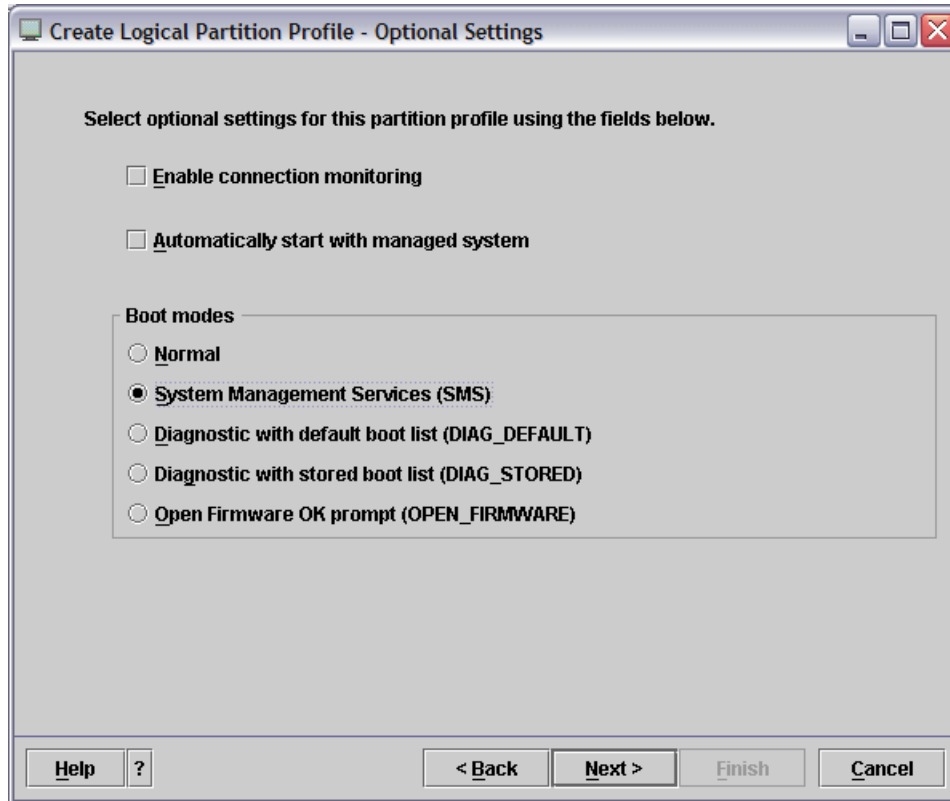 Create Logical Partition Profile - Optional Settings
Select optional settings for this partition profile using the fields below.
Enable connection monitoring
Automatically start with managed system
Boot modes
Normal
System Management Services (SMS)
Diagnostic with default boot list (DIAG_DEFAULT)
Diagnostic with stored boot list (DIAG_STORED)
Open Firmware OK prompt (OPEN_FIRMWARE)
Help ? < Back Next > Finish Cancel